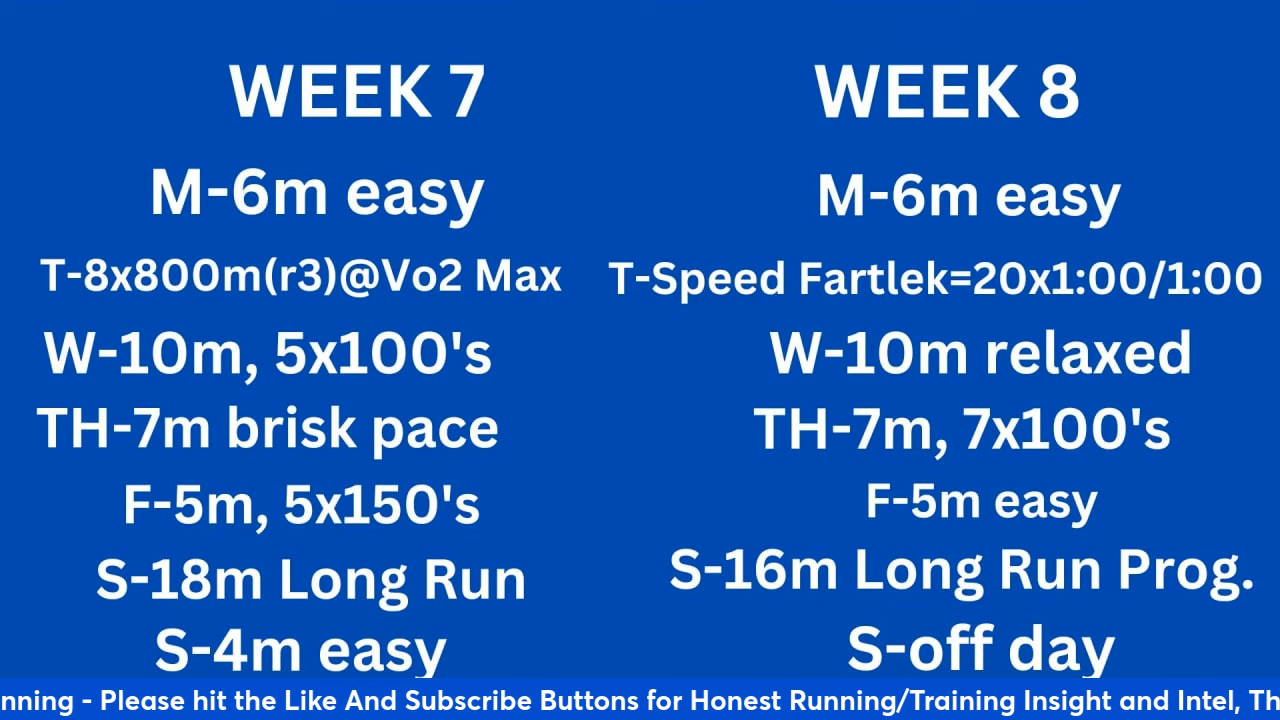 WEEK 7
M-6m easy
T-8x800m(r3)@Vo2 Max
W-10m, 5x100's
TH-7m brisk pace
F-5m, 5x150's
S-18m Long Run
S-4m easy
WEEK 8
M-6m easy
T-Speed Fartlek=20x1:00/1:00
W-10m relaxed
TH-7m, 7x100's
F-5m easy
S-16m Long Run Prog.
S-off day
nning - Please hit the Like And Subscribe Buttons for Honest Running/Training Insight and Intel, Th